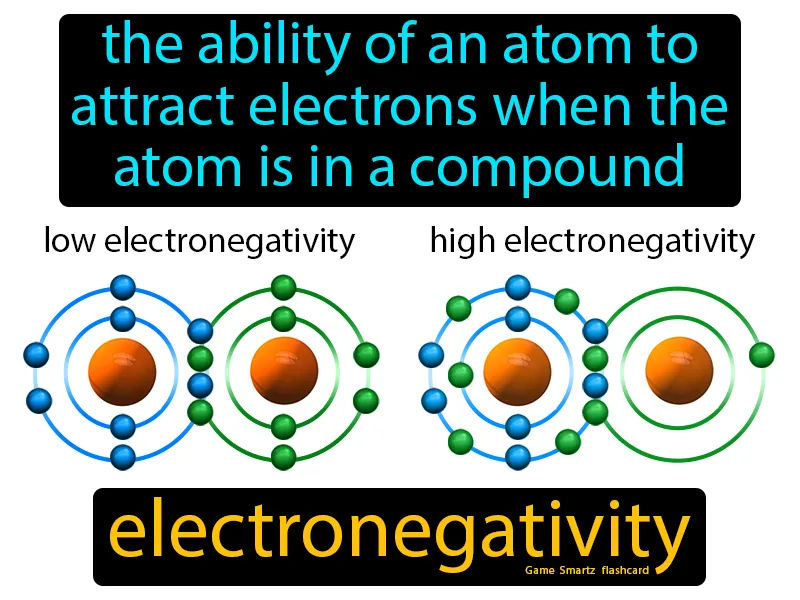 the ability of an atom to
attract electrons when the
atom is in a compound
low electronegativity
high electronegativity
electronegativity
Game Smartz flashcard